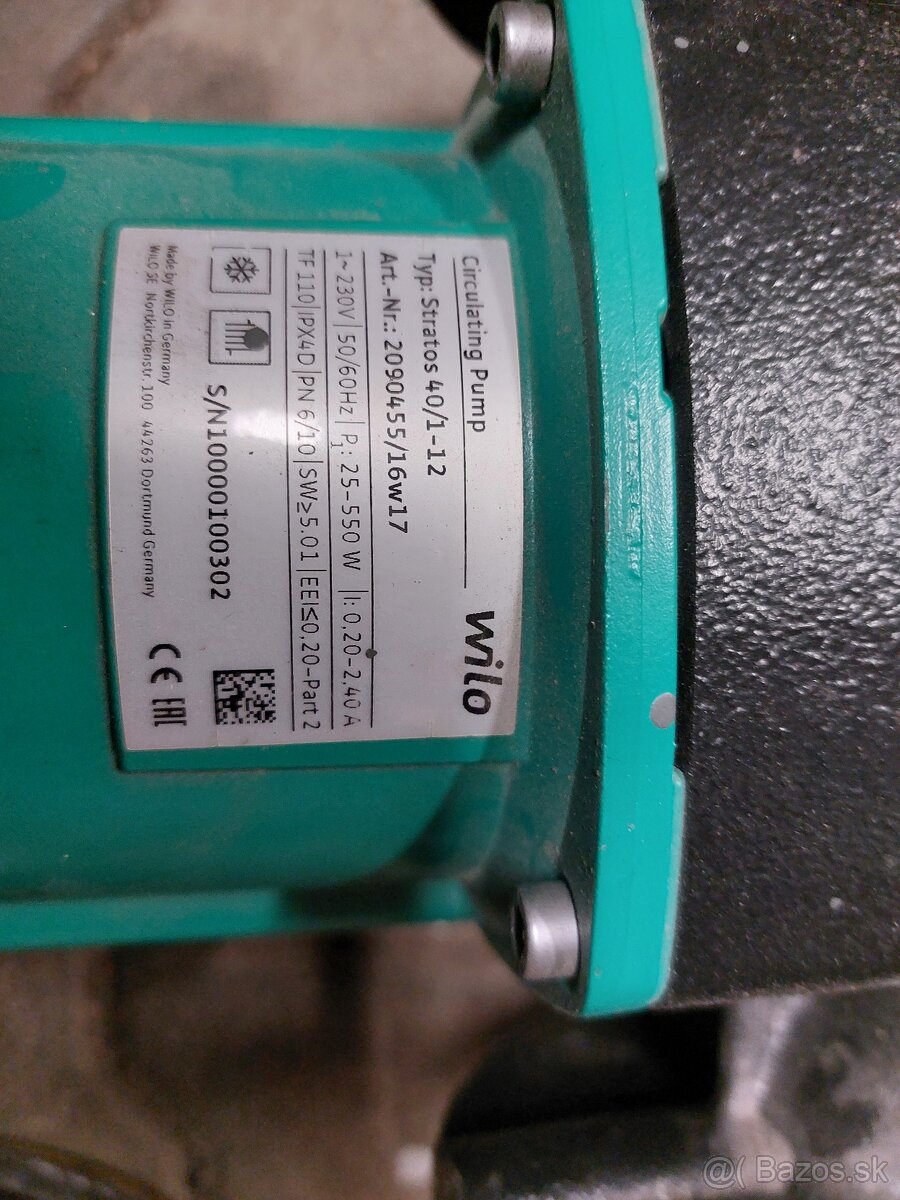 Circulating Pump
wilo
Typ: Stratos 40/1-12
Art.-Nr.: 2090455/16w17
1~230V|50/60Hz|P₁: 25-550 W |I: 0,20-2,40 A
TF 110|IPX4D|PN 6/10|SW≥5.01|EEI≤0,20-Part 2
S/N10000100302
Made by WILO in Germany
WILO SE Nortkirchenstr. 100 44263 Dortmund Germany
CE EAC
@( Bazos.sk